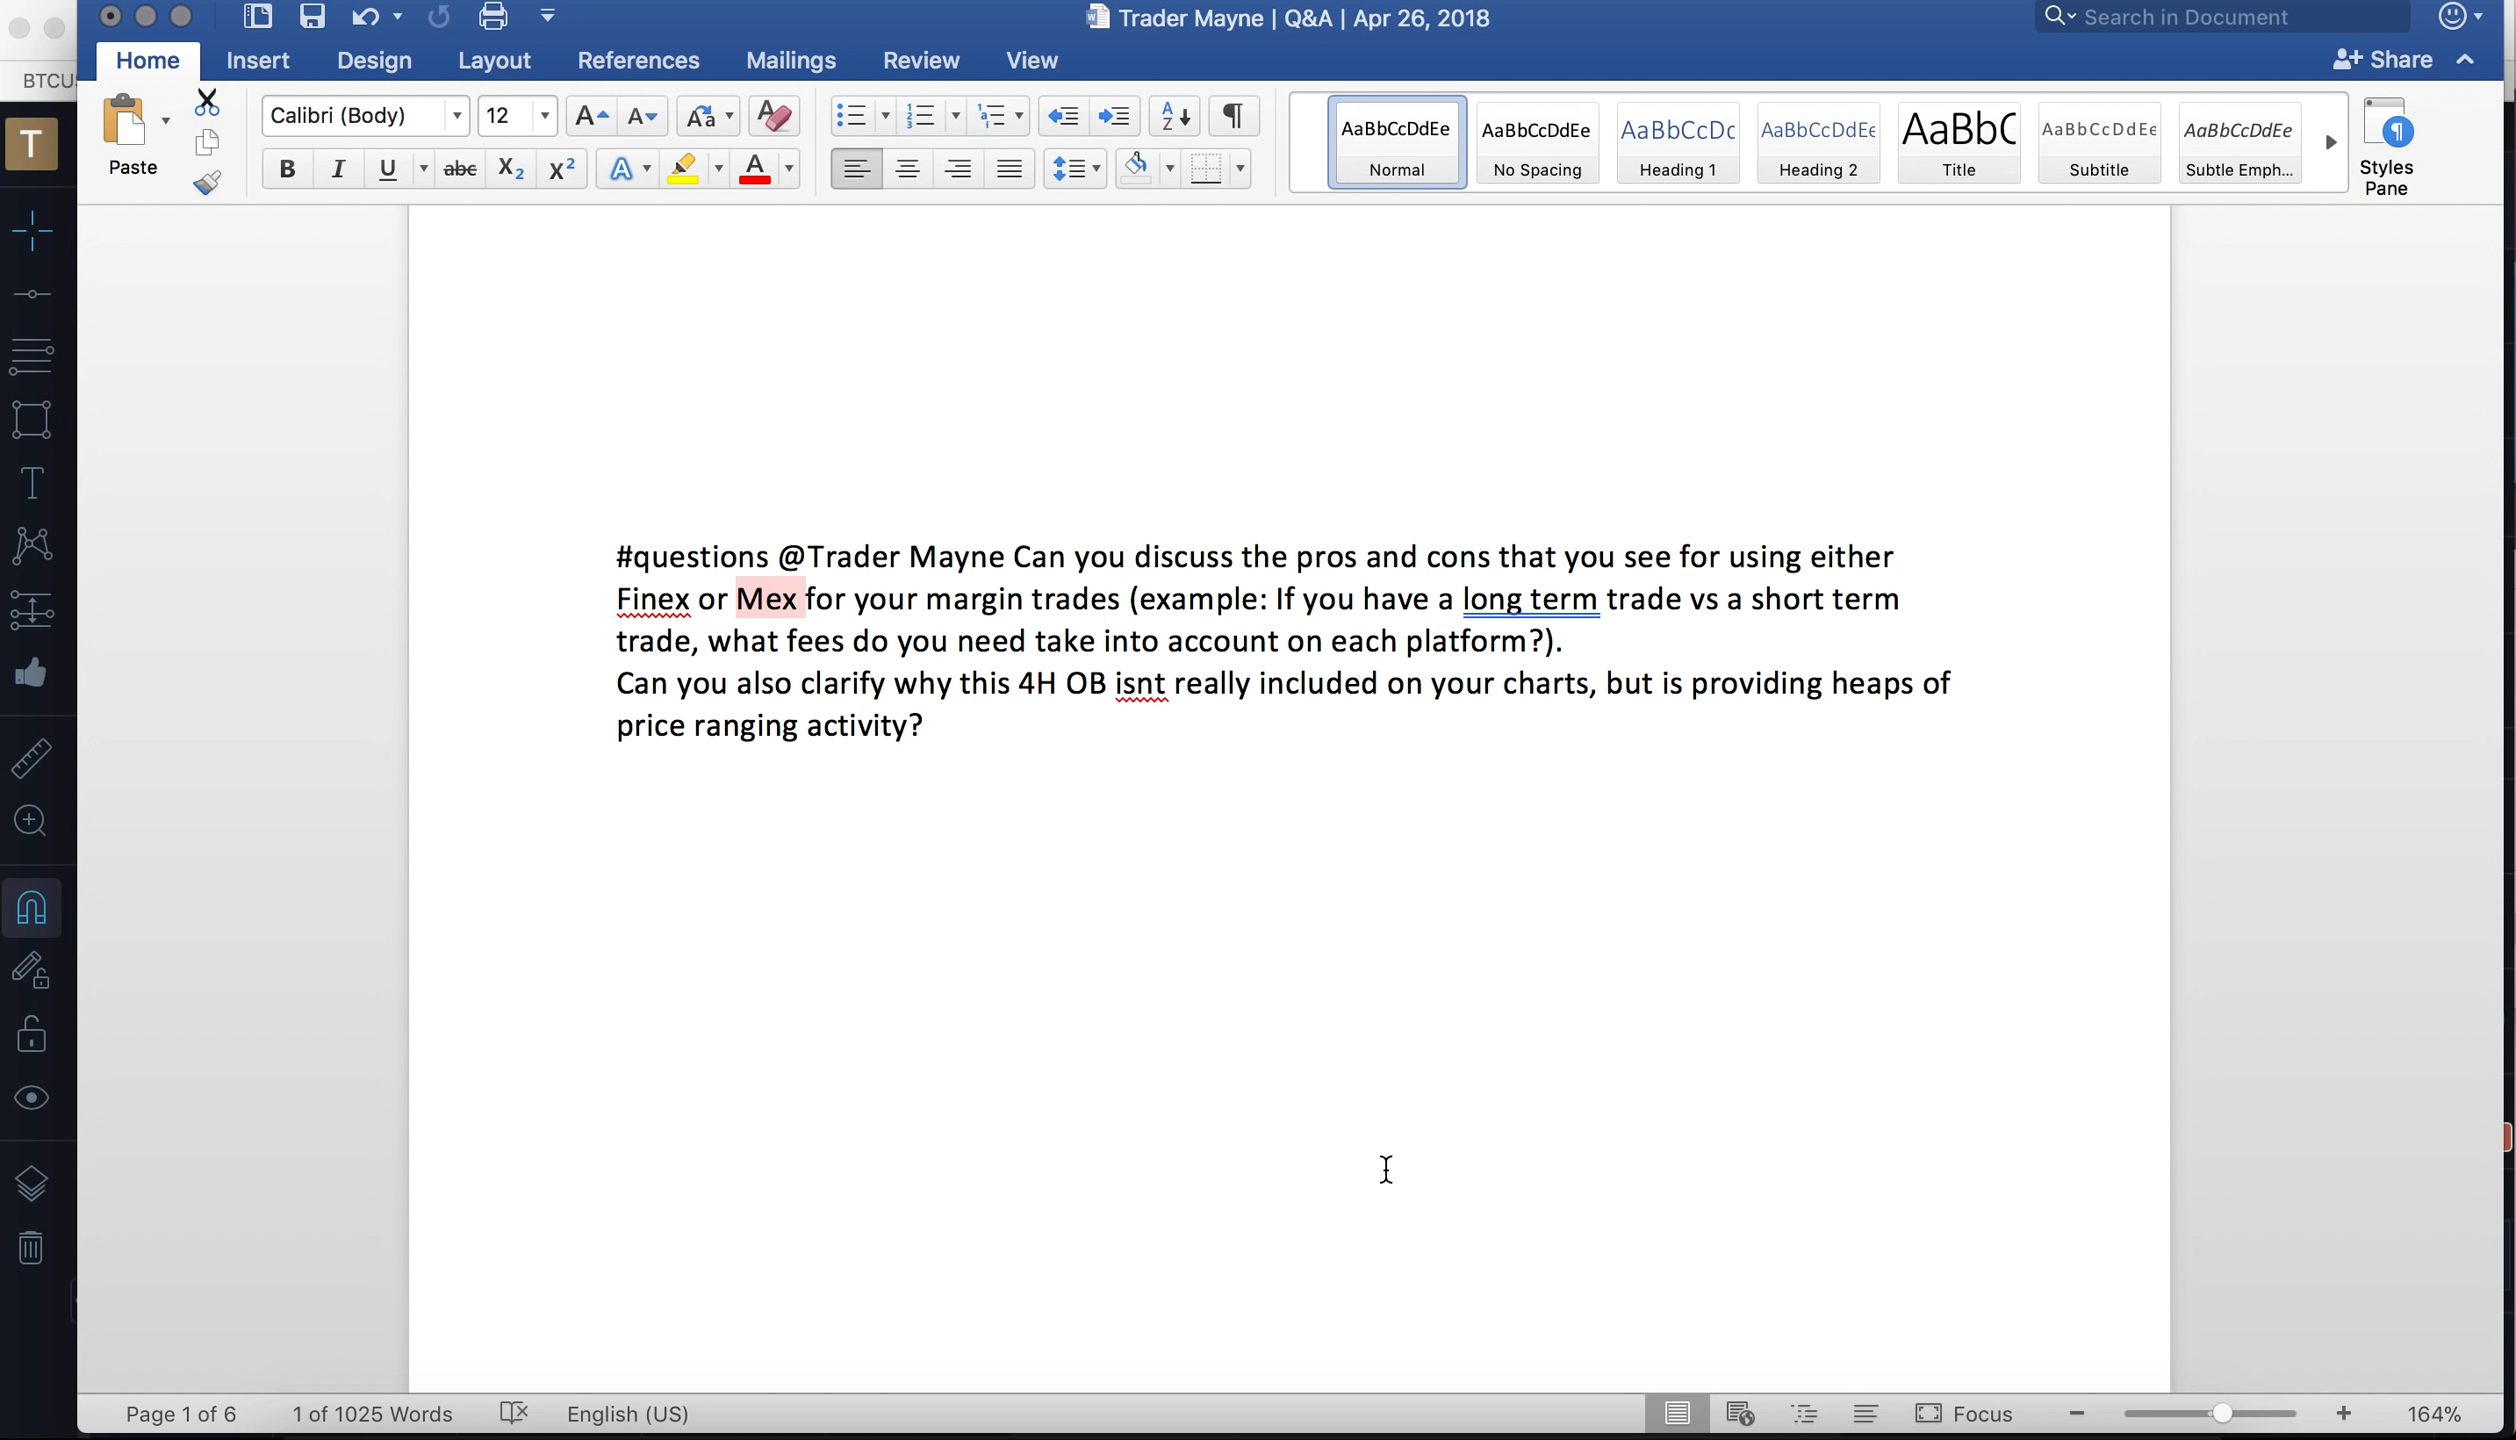 Trader Mayne | Q&A | Apr 26, 2018
Search in Document
Home Insert Design Layout References Mailings Review View
Share
BTCU
T
Paste
Calibri (Body) 12
AaBbCcDdEe Normal
AaBbCcDdEe No Spacing
AaBbCcDc Heading 1
AaBbCcDdEe Heading 2
AaBbC Title
AaBbCcDdEe Subtitle
AaBbCcDdEe Subtle Emph...
Styles
Pane
#questions @Trader Mayne Can you discuss the pros and cons that you see for using either
Finex or Mex for your margin trades (example: If you have a long term trade vs a short term
trade, what fees do you need take into account on each platform?).
Can you also clarify why this 4H OB isnt really included on your charts, but is providing heaps of
price ranging activity?
Page 1 of 6 1 of 1025 Words English (US) Focus 164%